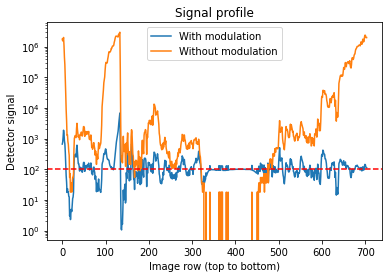 Signal profile
With modulation
Without modulation
Detector signal
10⁶
10⁵
10⁴
10³
10²
10¹
10⁰
0 100 200 300 400 500 600 700
Image row (top to bottom)